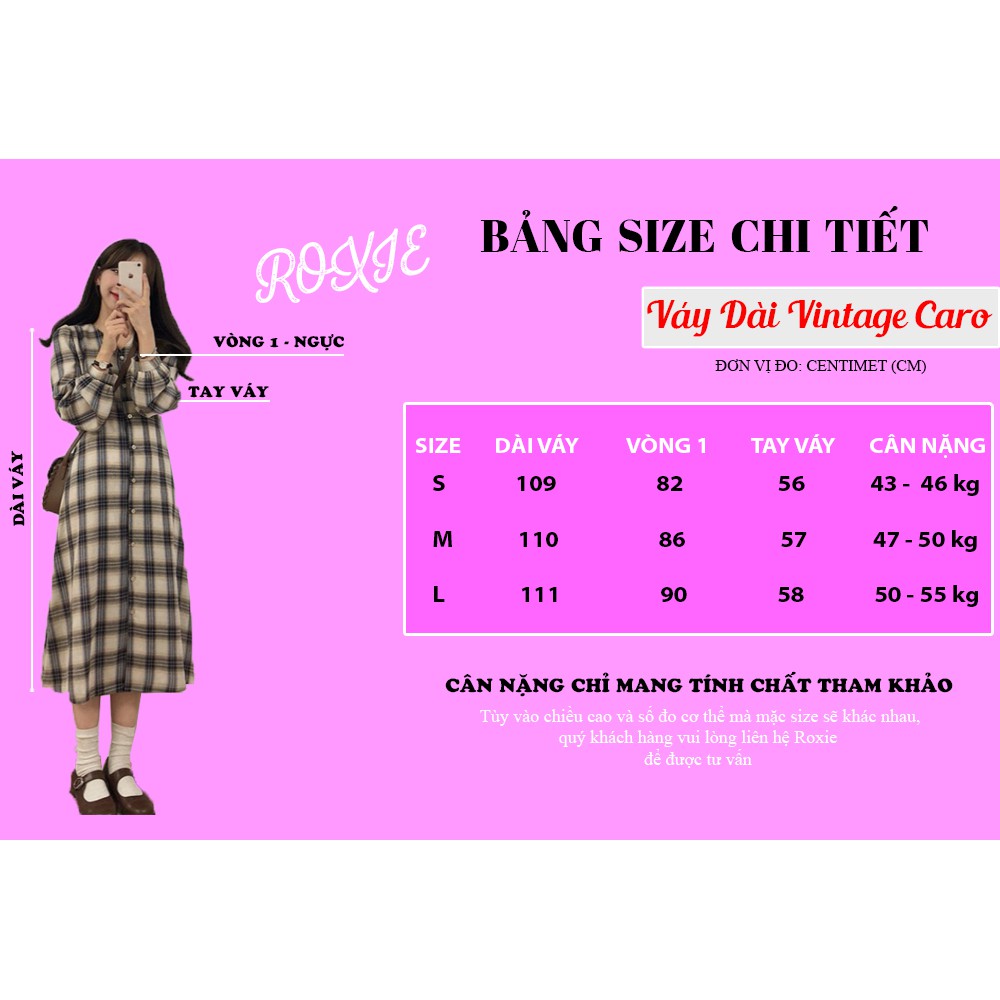 ROXIE
BẢNG SIZE CHI TIẾT
Váy Dài Vintage Caro
ĐƠN VỊ ĐO: CENTIMET (CM)
VÒNG 1 - NGỰC
TAY VÁY
DÀI VÁY
SIZE DÀI VÁY VÒNG 1 TAY VÁY CÂN NẶNG
S 109 82 56 43 - 46 kg
M 110 86 57 47 - 50 kg
L 111 90 58 50 - 55 kg
CÂN NẶNG CHỈ MANG TÍNH CHẤT THAM KHẢO
Tùy vào chiều cao và số đo cơ thể mà mặc size sẽ khác nhau,
quý khách hàng vui lòng liên hệ Roxie
để được tư vấn